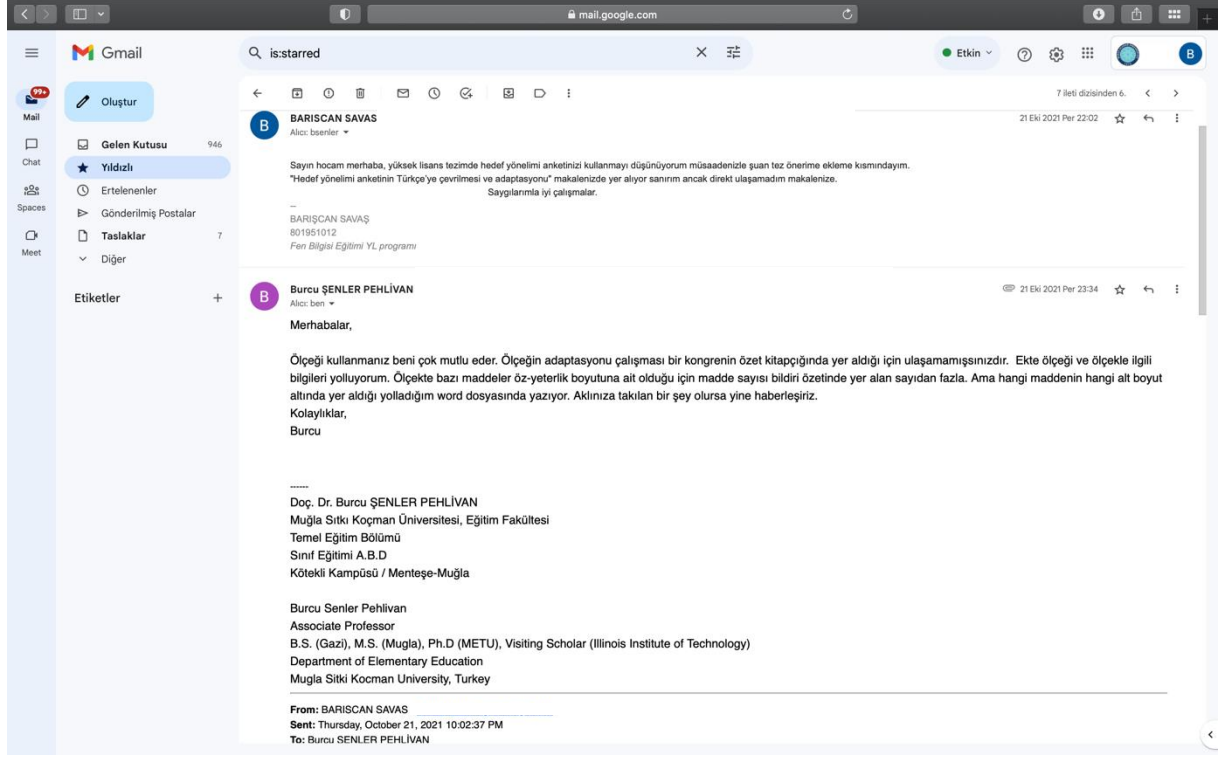 mail.google.com
Gmail
is:starred
Etkin
B
99+
Mail
Chat
Spaces
Meet
Oluştur
Gelen Kutusu 946
Yıldızlı
Ertelenenler
Gönderilmiş Postalar
Taslaklar 7
Diğer
Etiketler +
7 ileti dizisinden 6.
B
BARISCAN SAVAS
21 Eki 2021 Per 22:02
Alıcı: bsenler
Sayın hocam merhaba, yüksek lisans tezimde hedef yönelimi anketinizi kullanmayı düşünüyorum müsaadenizle şuan tez önerime ekleme kısmındayım.
"Hedef yönelimi anketinin Türkçe'ye çevrilmesi ve adaptasyonu" makalenizde yer alıyor sanırım ancak direkt ulaşamadım makalenize.
Saygılarımla iyi çalışmalar.
--
BARIŞCAN SAVAŞ
801951012
Fen Bilgisi Eğitimi YL programı
B
Burcu ŞENLER PEHLİVAN
21 Eki 2021 Per 23:34
Alıcı: ben
Merhabalar,
Ölçeği kullanmanız beni çok mutlu eder. Ölçeğin adaptasyonu çalışması bir kongrenin özet kitapçığında yer aldığı için ulaşamamışsınızdır. Ekte ölçeği ve ölçekle ilgili
bilgileri yolluyorum. Ölçekte bazı maddeler öz-yeterlik boyutuna ait olduğu için madde sayısı bildiri özetinde yer alan sayıdan fazla. Ama hangi maddenin hangi alt boyut
altında yer aldığı yolladığım word dosyasında yazıyor. Aklınıza takılan bir şey olursa yine haberleşiriz.
Kolaylıklar,
Burcu
------
Doç. Dr. Burcu ŞENLER PEHLİVAN
Muğla Sıtkı Koçman Üniversitesi, Eğitim Fakültesi
Temel Eğitim Bölümü
Sınıf Eğitimi A.B.D
Kötekli Kampüsü / Menteşe-Muğla
Burcu Senler Pehlivan
Associate Professor
B.S. (Gazi), M.S. (Mugla), Ph.D (METU), Visiting Scholar (Illinois Institute of Technology)
Department of Elementary Education
Mugla Sitki Kocman University, Turkey
From: BARISCAN SAVAS
Sent: Thursday, October 21, 2021 10:02:37 PM
To: Burcu ŞENLER PEHLİVAN